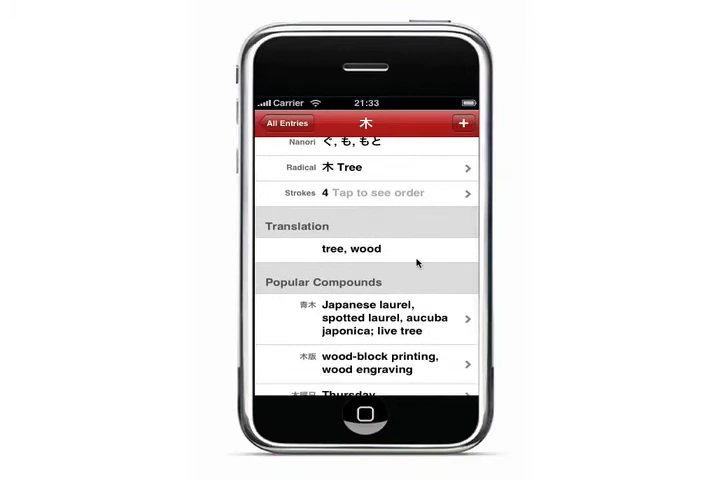 Carrier 21:33
All Entries 木 +
Nanori ぐ, も, もと
Radical 木 Tree
Strokes 4 Tap to see order
Translation
tree, wood
Popular Compounds
青木 Japanese laurel,
spotted laurel, aucuba
japonica; live tree
木版 wood-block printing,
wood engraving
木曜日 Thursday